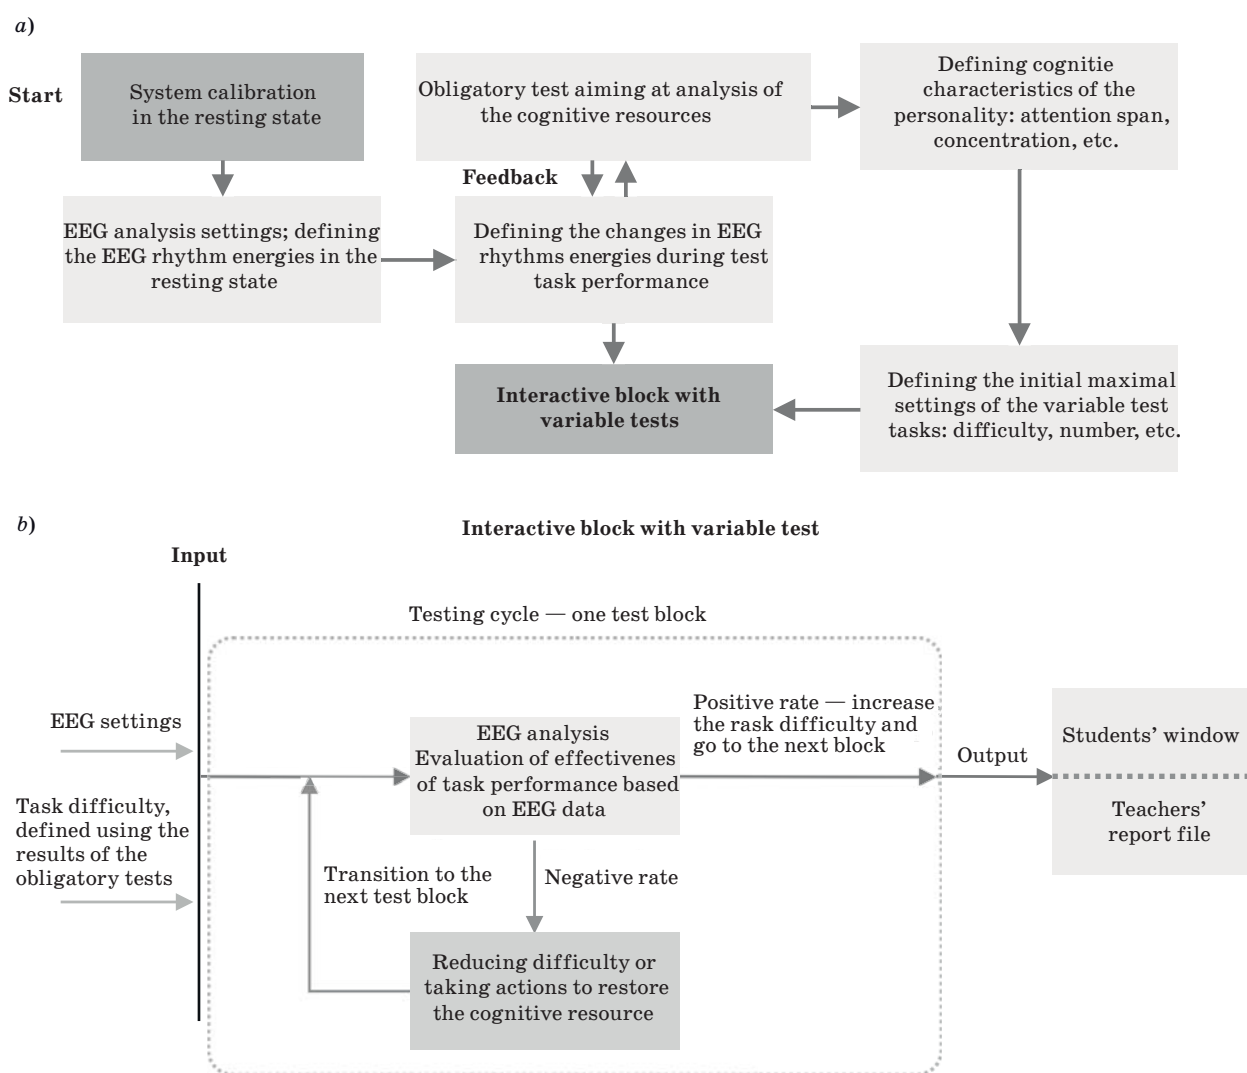 a)
Start
System calibration
in the resting state
Obligatory test aiming at analysis of
the cognitive resources
Defining cognitie
characteristics of the
personality: attention span,
concentration, etc.
Feedback
EEG analysis settings; defining
the EEG rhythm energies in the
resting state
Defining the changes in EEG
rhythms energies during test
task performance
Interactive block with
variable tests
Defining the initial maximal
settings of the variable test
tasks: difficulty, number, etc.
b)
Interactive block with variable test
Input
Testing cycle — one test block
EEG settings
Task difficulty,
defined using the
results of the
obligatory tests
EEG analysis
Evaluation of effectivenes
of task performance based
on EEG data
Positive rate — increase
the rask difficulty and
go to the next block
Output
Students’ window
Teachers’
report file
Transition to the
next test block
Negative rate
Reducing difficulty or
taking actions to restore
the cognitive resource